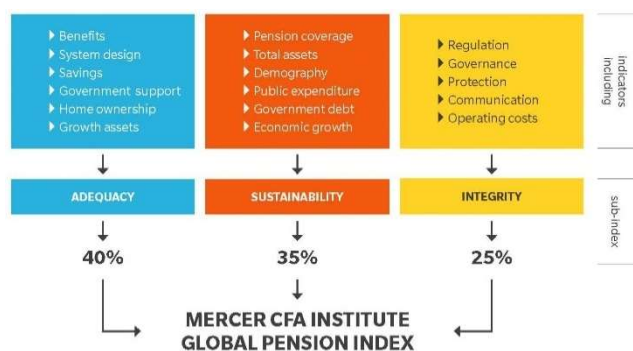 Benefits
System design
Savings
Government support
Home ownership
Growth assets
Pension coverage
Total assets
Demography
Public expenditure
Government debt
Economic growth
Regulation
Governance
Protection
Communication
Operating costs
indicators
including
ADEQUACY
SUSTAINABILITY
INTEGRITY
sub-index
40%
35%
25%
MERCER CFA INSTITUTE
GLOBAL PENSION INDEX